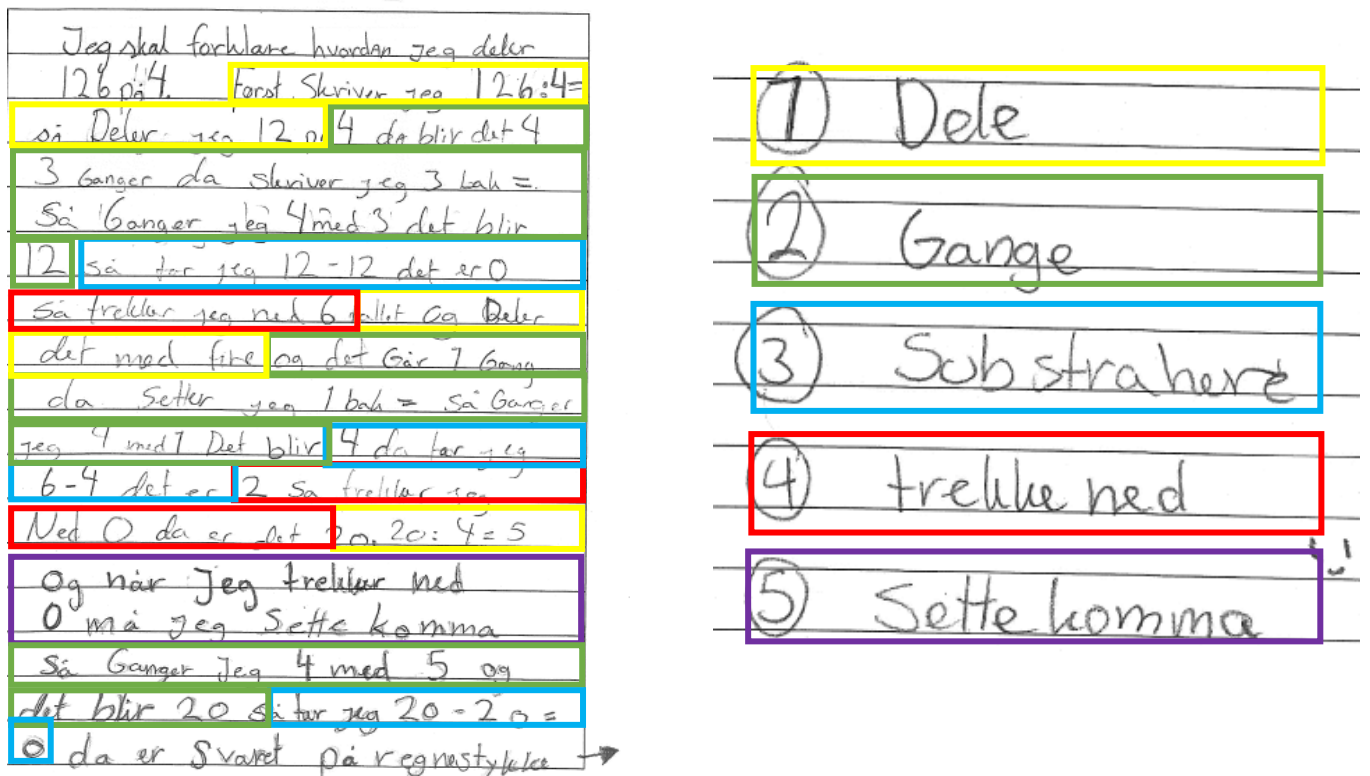 Jeg skal forklare hvordan jeg deler
126 på 4. Først Skriver jeg 126:4=
så Deler jeg 12 på 4 da blir det 4
3 Ganger da skriver jeg 3 bak =.
Så Ganger jeg 4 med 3 det blir
12 så tar jeg 12-12 det er 0
så trekker jeg ned 6 tallet og Deler
det med fire og det Går 1 Gang
da Setter jeg 1 bak = så Ganger
jeg 4 med 1 Det blir 4 da tar jeg
6-4 det er 2 så trekker jeg
Ned 0 da er det 20. 20:4=5
og når Jeg trekker ned
0 må jeg Sette komma
så Ganger Jeg 4 med 5 og
det blir 20 så tar jeg 20-20=
0 da er Svaret på regnestykke
1 Dele
2 Gange
3 Substrahere
4 trekke ned
5 Sette komma